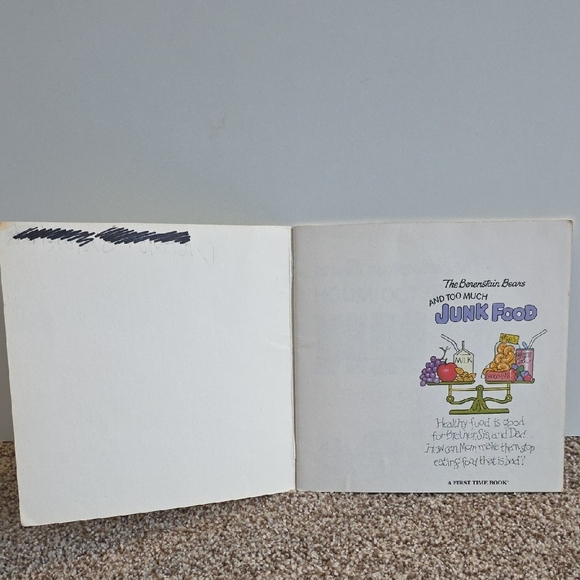 The Berenstain Bears
AND TOO MUCH
JUNK FOOD
MILK
Healthy food is good
for Brother, Sis, and Dad.
How can Mom make them stop
eating food that is bad?
A FIRST TIME BOOK®